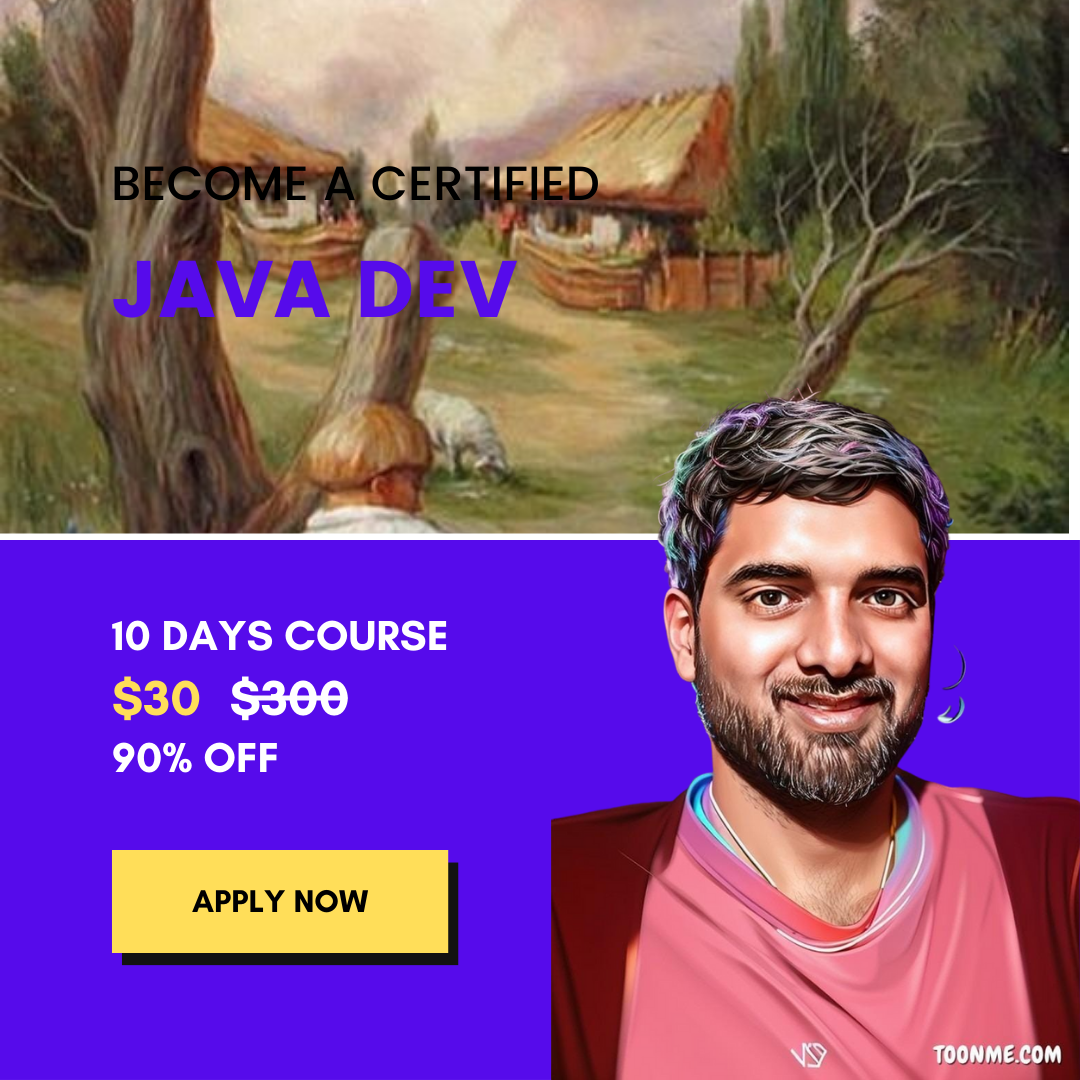 BECOME A CERTIFIED
JAVA DEV
10 DAYS COURSE
$30 $300
90% OFF
APPLY NOW
TOONME.COM